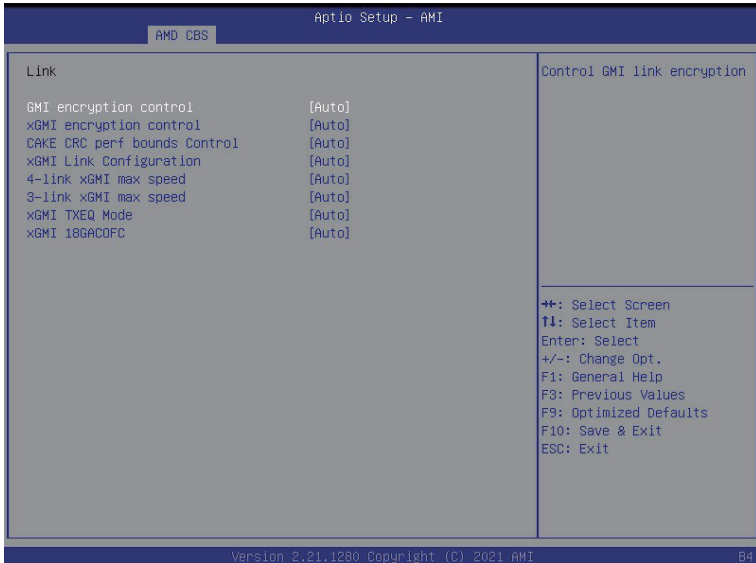 Aptio Setup - AMI
AMD CBS
Link
GMI encryption control [Auto]
xGMI encryption control [Auto]
CAKE CRC perf bounds Control [Auto]
xGMI Link Configuration [Auto]
4-link xGMI max speed [Auto]
3-link xGMI max speed [Auto]
xGMI TXEQ Mode [Auto]
xGMI 18GACOFC [Auto]
Control GMI link encryption
→←: Select Screen
↑↓: Select Item
Enter: Select
+/-: Change Opt.
F1: General Help
F3: Previous Values
F9: Optimized Defaults
F10: Save & Exit
ESC: Exit
Version 2.21.1280 Copyright (C) 2021 AMI
B4